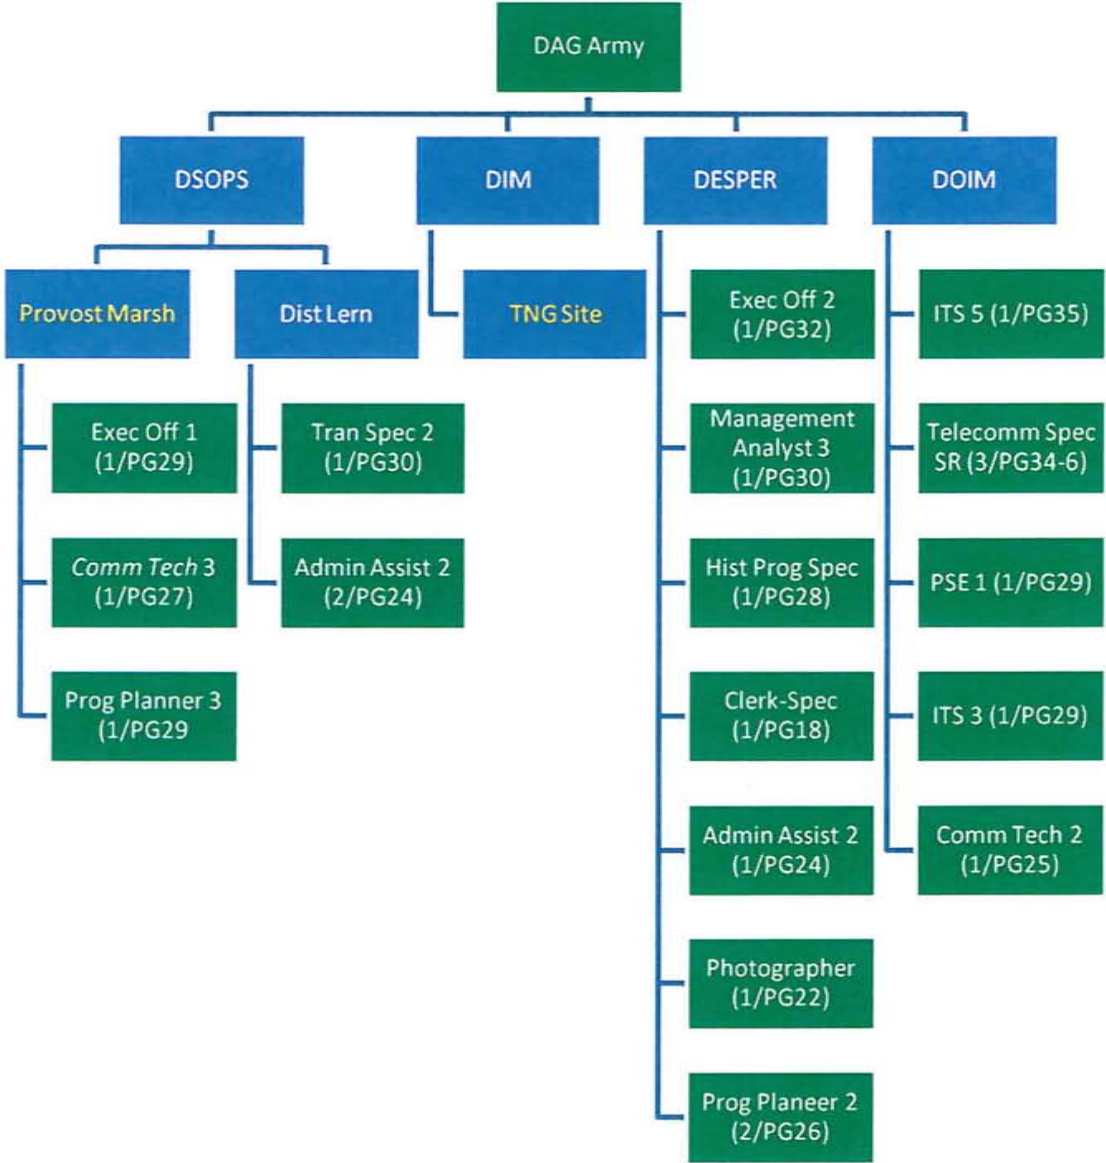 DAG Army
DSOPS
DIM
DESPER
DOIM
Provost Marsh
Dist Lern
TNG Site
Exec Off 2
(1/PG32)
ITS 5 (1/PG35)
Exec Off 1
(1/PG29)
Tran Spec 2
(1/PG30)
Management
Analyst 3
(1/PG30)
Telecomm Spec
SR (3/PG34-6)
Comm Tech 3
(1/PG27)
Admin Assist 2
(2/PG24)
Hist Prog Spec
(1/PG28)
PSE 1 (1/PG29)
Prog Planner 3
(1/PG29
Clerk-Spec
(1/PG18)
ITS 3 (1/PG29)
Admin Assist 2
(1/PG24)
Comm Tech 2
(1/PG25)
Photographer
(1/PG22)
Prog Planeer 2
(2/PG26)